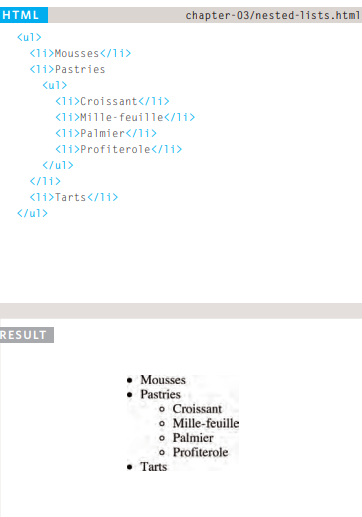 HTML chapter-03/nested-lists.html
<ul>
<li>Mousses</li>
<li>Pastries
<ul>
<li>Croissant</li>
<li>Mille-feuille</li>
<li>Palmier</li>
<li>Profiterole</li>
</ul>
</li>
<li>Tarts</li>
</ul>
RESULT
• Mousses
• Pastries
◦ Croissant
◦ Mille-feuille
◦ Palmier
◦ Profiterole
• Tarts